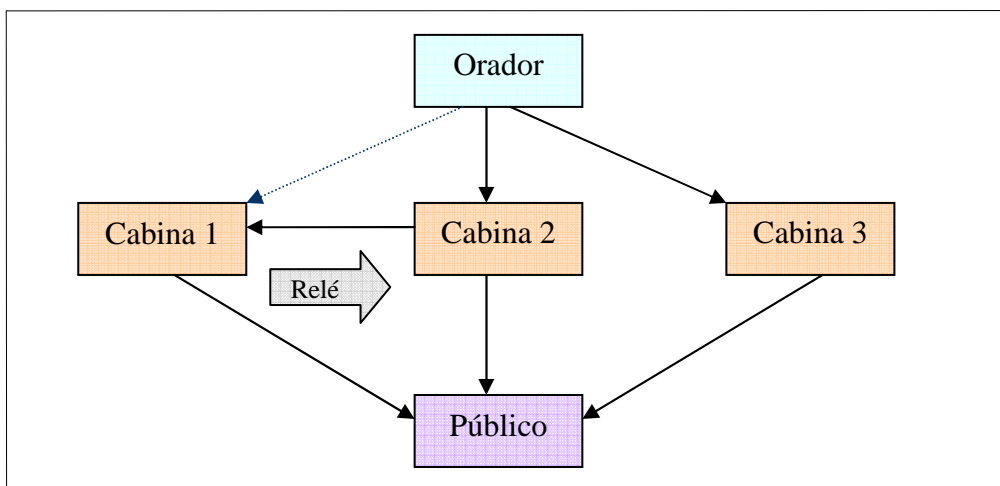 Orador
Cabina 1
Cabina 2
Cabina 3
Relé
Público